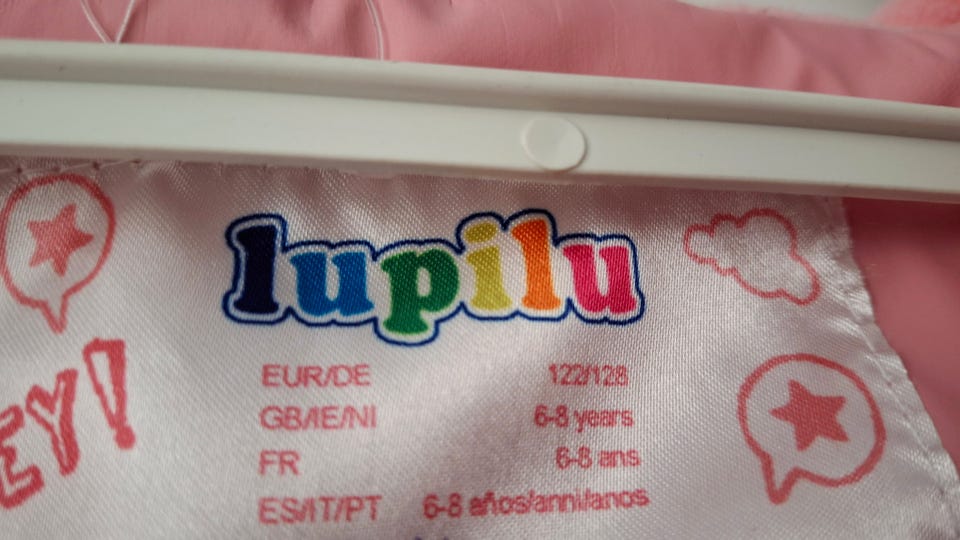 lupilu
EUR/DE 122/128
GB/IE/NI 6-8 years
FR 6-8 ans
ES/IT/PT 6-8 años/anni/anos
EY!